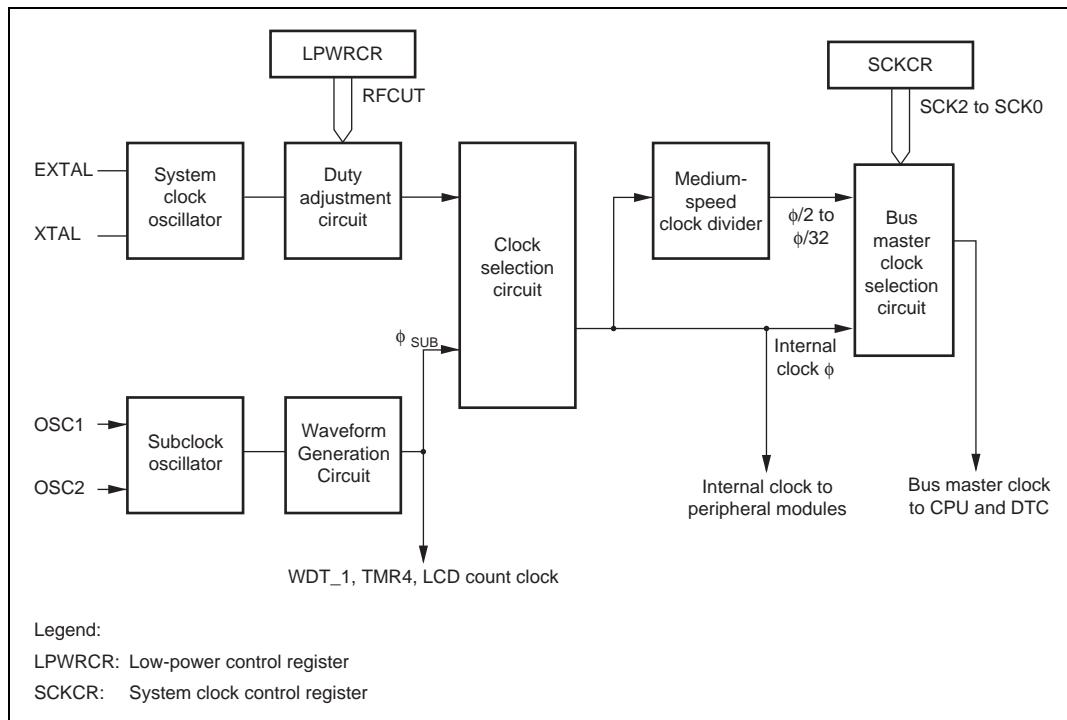 LPWRCR
RFCUT
SCKCR
SCK2 to SCK0
EXTAL
XTAL
System
clock
oscillator
Duty
adjustment
circuit
Clock
selection
circuit
Medium-
speed
clock divider
ϕ/2 to
ϕ/32
Bus
master
clock
selection
circuit
ϕ SUB
Internal
clock ϕ
OSC1
OSC2
Subclock
oscillator
Waveform
Generation
Circuit
Internal clock to
peripheral modules
Bus master clock
to CPU and DTC
WDT_1, TMR4, LCD count clock
Legend:
LPWRCR: Low-power control register
SCKCR: System clock control register